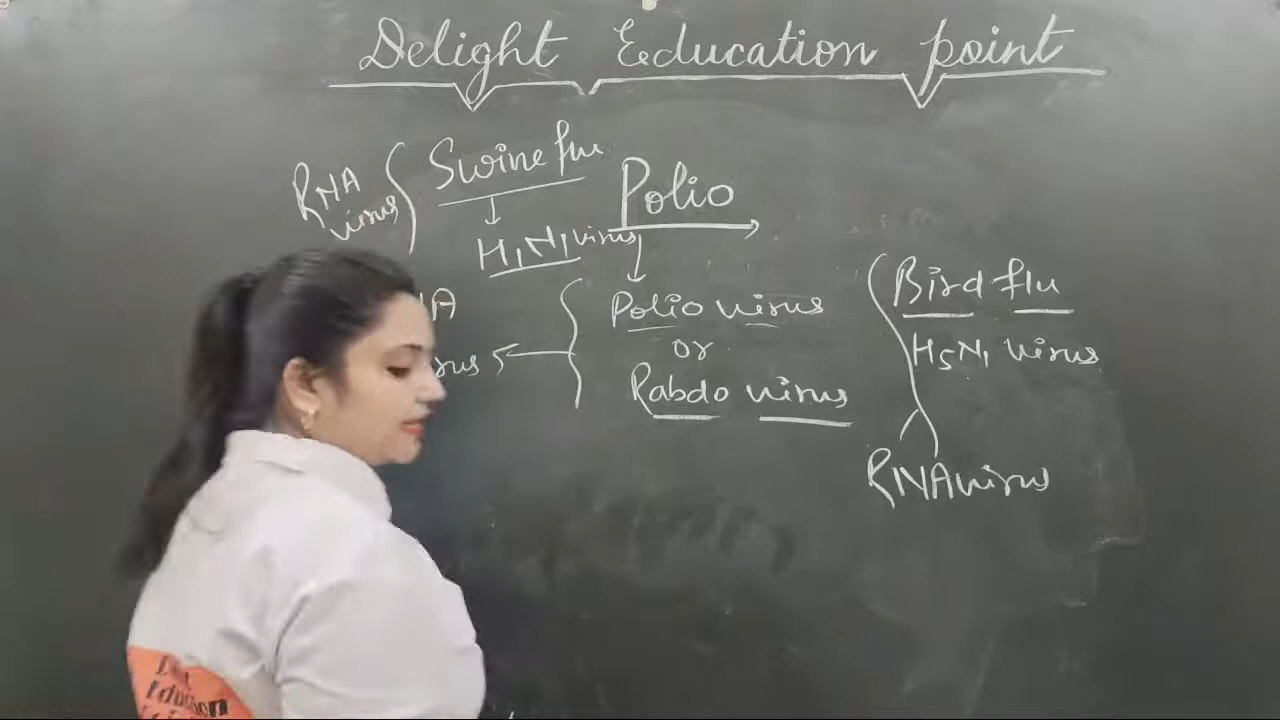 Delight Eeducation point
RNA virus
Swine flu
H1N1 virus
Polio
Polio virus
or
Rabdo virus
Bird flu
H5N1 virus
RNA virus